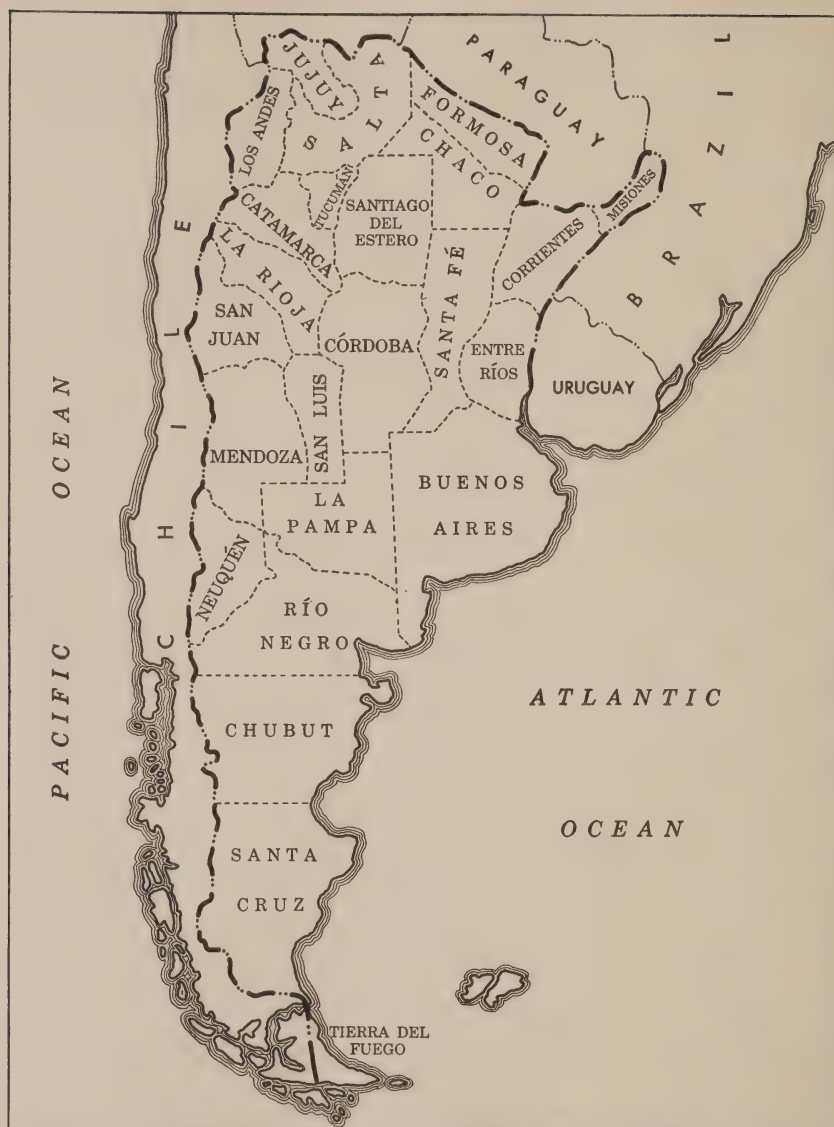 PARAGUAY
BRAZIL
JUJUY
SALTA
FORMOSA
CHACO
LOS ANDES
MISIONES
TUCUMAN
SANTIAGO
DEL
ESTERO
CATAMARCA
CORRIENTES
LA RIOJA
SANTA FÉ
SAN
JUAN
CÓRDOBA
ENTRE
RÍOS
URUGUAY
SAN LUIS
MENDOZA
BUENOS
AIRES
LA
PAMPA
NEUQUÉN
RÍO
NEGRO
CHILE
PACIFIC OCEAN
CHUBUT
ATLANTIC
OCEAN
SANTA
CRUZ
TIERRA DEL
FUEGO